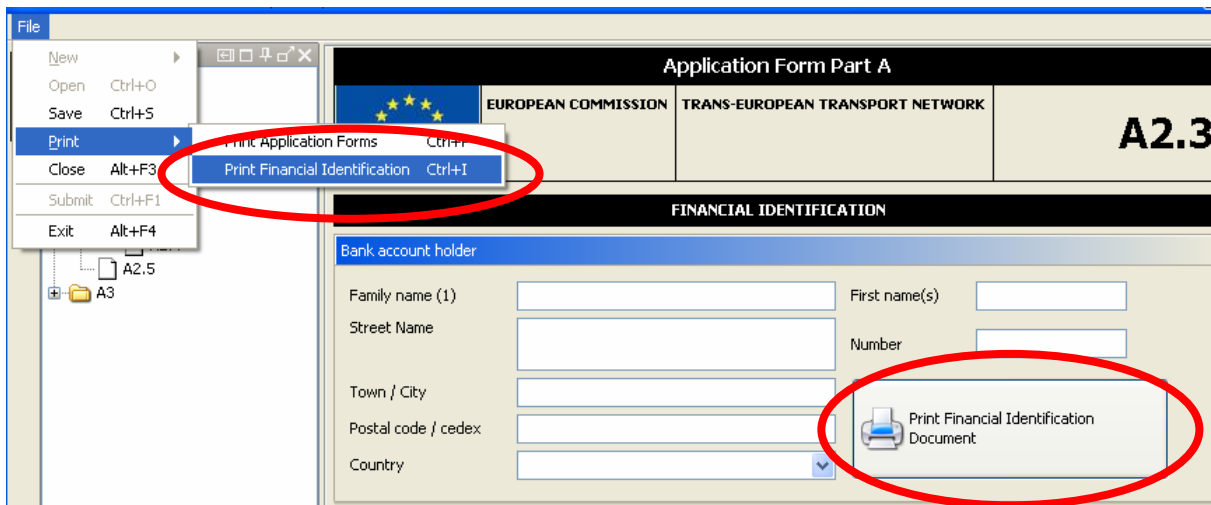 File
New
Open Ctrl+O
Save Ctrl+S
Print
Close Alt+F3
Submit Ctrl+F1
Exit Alt+F4
Print Application Forms
Print Financial Identification Ctrl+I
A2.5
A3
Application Form Part A
EUROPEAN COMMISSION TRANS-EUROPEAN TRANSPORT NETWORK
A2.3
FINANCIAL IDENTIFICATION
Bank account holder
Family name (1) First name(s)
Street Name
Number
Town / City
Postal code / cedex
Country
Print Financial Identification
Document